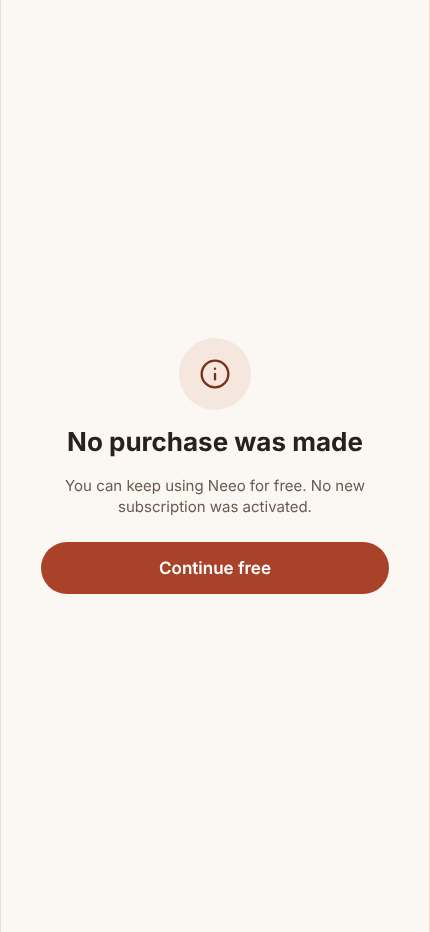 No purchase was made
You can keep using Neeo for free. No new
subscription was activated.
Continue free